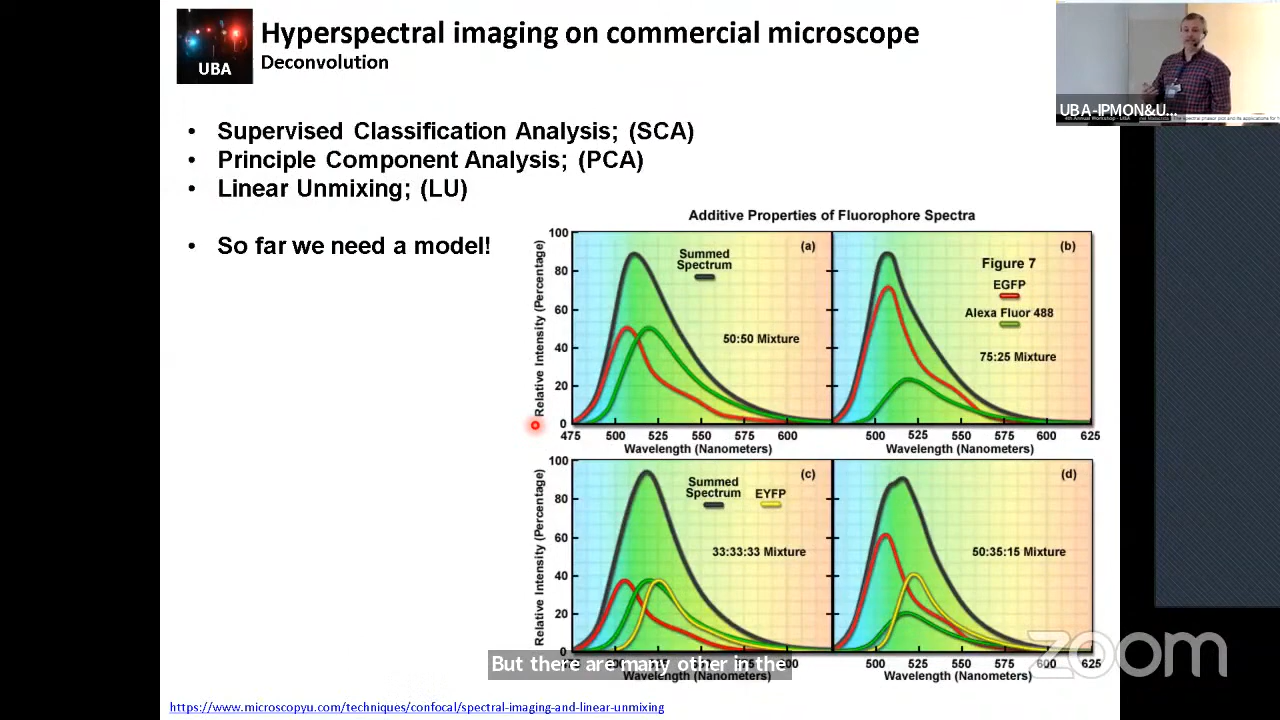 UBA
Hyperspectral imaging on commercial microscope
Deconvolution
UBA-IPMON&U...
• Supervised Classification Analysis; (SCA)
• Principle Component Analysis; (PCA)
• Linear Unmixing; (LU)
• So far we need a model!
Additive Properties of Fluorophore Spectra
Relative Intensity (Percentage)
100
80
60
40
20
0
(a)
Summed
Spectrum
50:50 Mixture
475 500 525 550 575 600
Wavelength (Nanometers)
(b)
Figure 7
EGFP
Alexa Fluor 488
75:25 Mixture
500 525 550 575 600 625
Wavelength (Nanometers)
Relative Intensity (Percentage)
100
80
60
40
20
0
(c)
Summed
Spectrum
EYFP
33:33:33 Mixture
Wavelength (Nanometers)
(d)
50:35:15 Mixture
500 525 550 575 600 625
Wavelength (Nanometers)
But there are many other in the
zoom
https://www.microscopyu.com/techniques/confocal/spectral-imaging-and-linear-unmixing